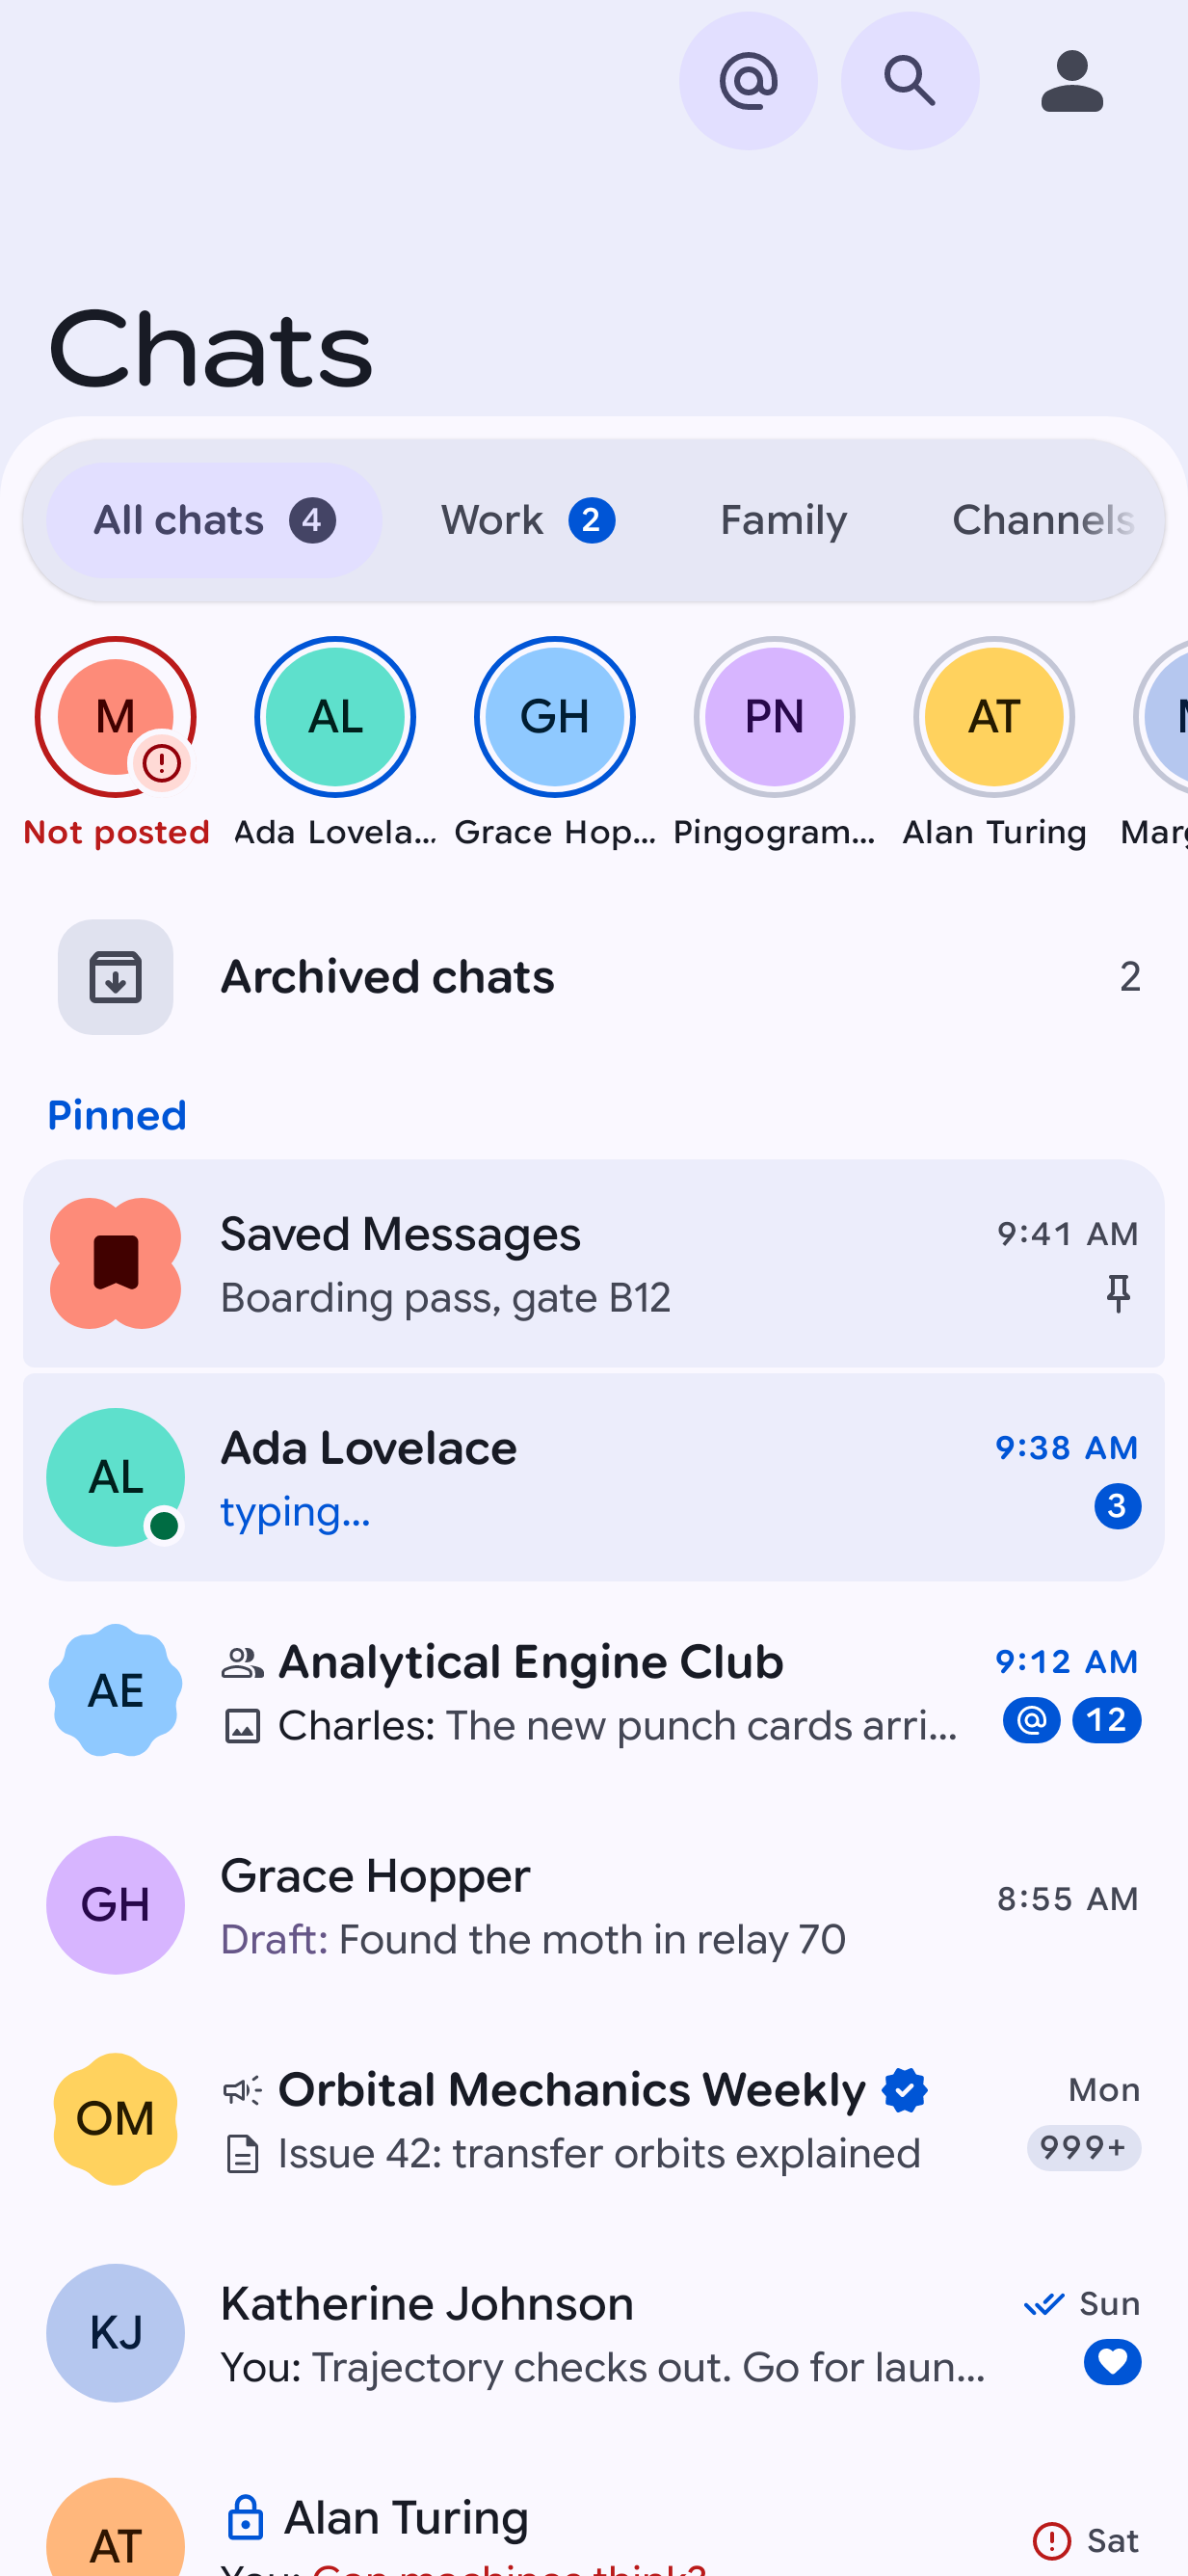 Chats
All chats 4 Work 2 Family Channels
M AL GH PN AT
Not posted Ada Lovela... Grace Hop... Pingogram... Alan Turing
Archived chats 2
Pinned
Saved Messages 9:41 AM
Boarding pass, gate B12
AL Ada Lovelace 9:38 AM
typing... 3
AE Analytical Engine Club 9:12 AM
Charles: The new punch cards arri... @ 12
GH Grace Hopper 8:55 AM
Draft: Found the moth in relay 70
OM Orbital Mechanics Weekly Mon
Issue 42: transfer orbits explained 999+
KJ Katherine Johnson Sun
You: Trajectory checks out. Go for laun...
AT Alan Turing Sat
You: Can machines think?